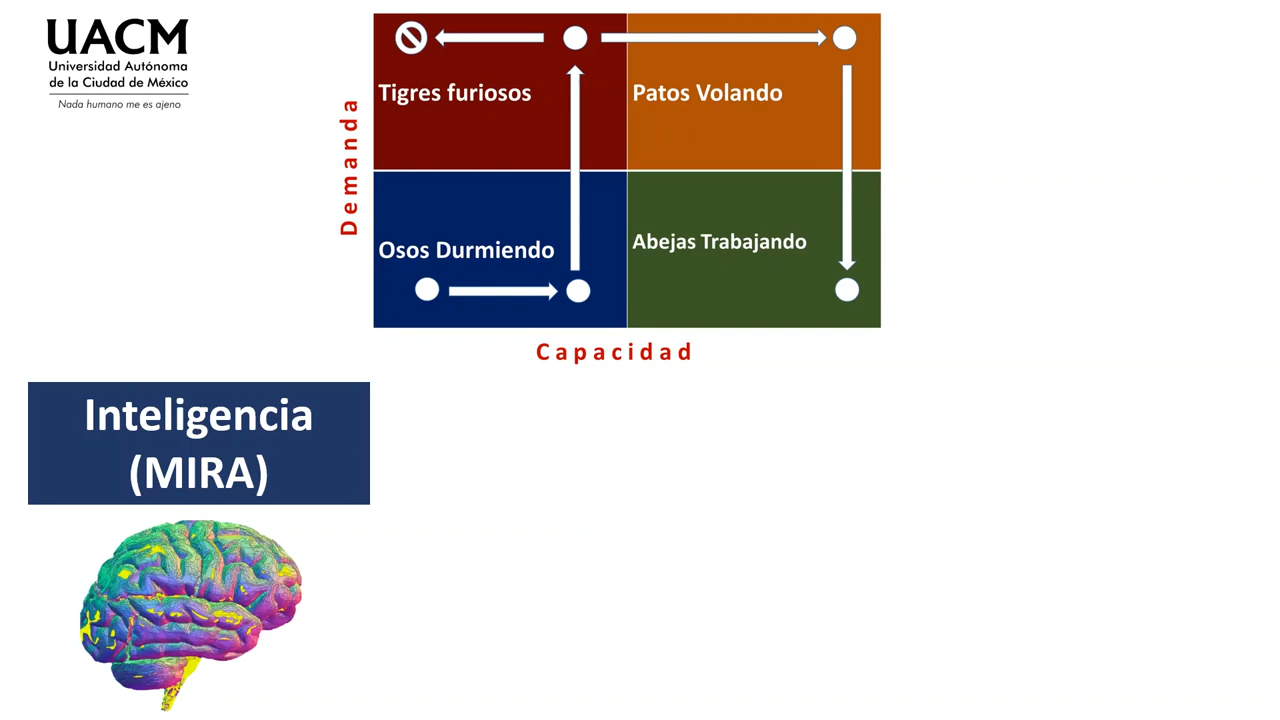 UACM
Universidad Autónoma
de la Ciudad de México
Nada humano me es ajeno
Demanda
Tigres furiosos
Patos Volando
Osos Durmiendo
Abejas Trabajando
Capacidad
Inteligencia
(MIRA)